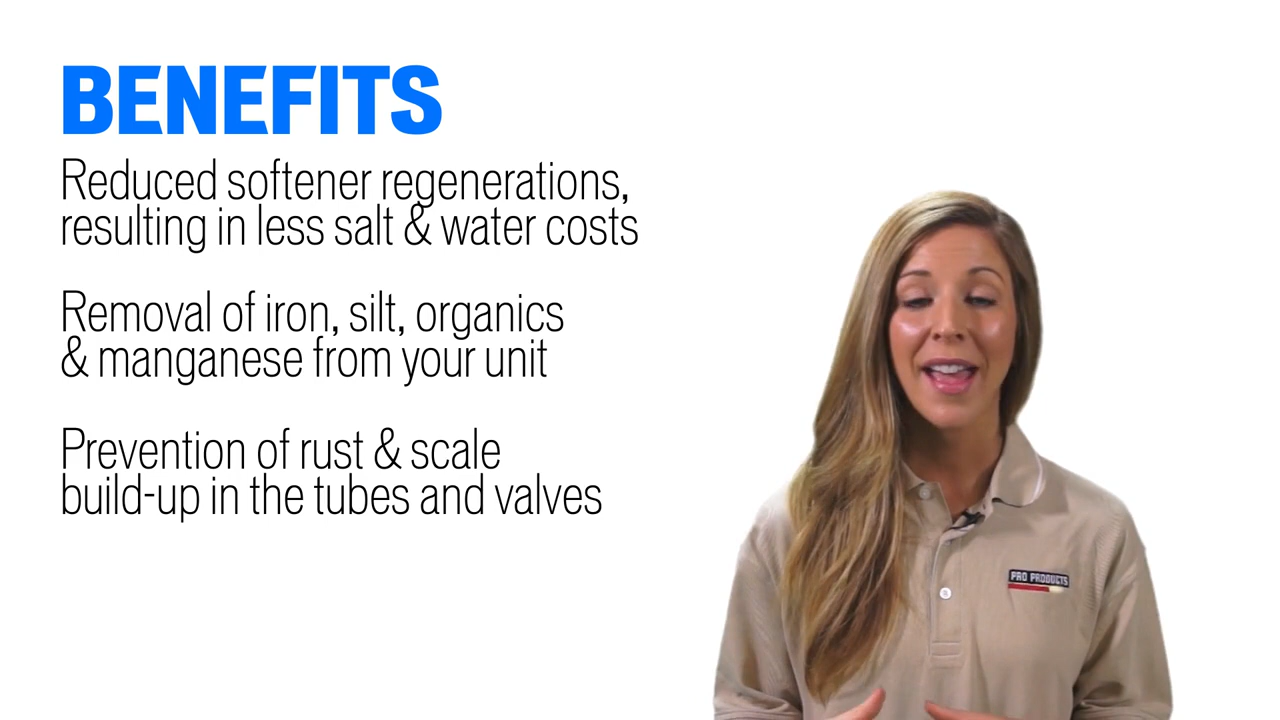 BENEFITS
Reduced softener regenerations,
resulting in less salt & water costs
Removal of iron, silt, organics
& manganese from your unit
Prevention of rust & scale
build-up in the tubes and valves
PRO PRODUCTS